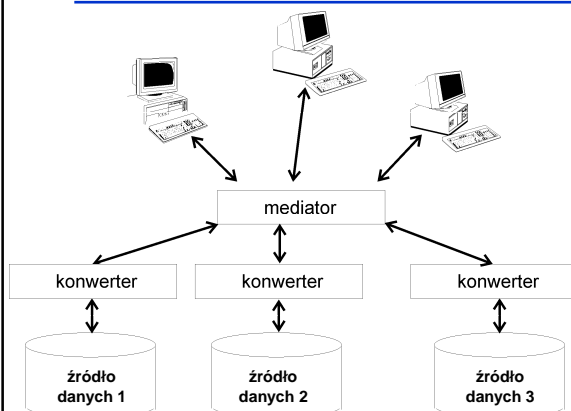 mediator
konwerter
konwerter
konwerter
źródło
danych 1
źródło
danych 2
źródło
danych 3